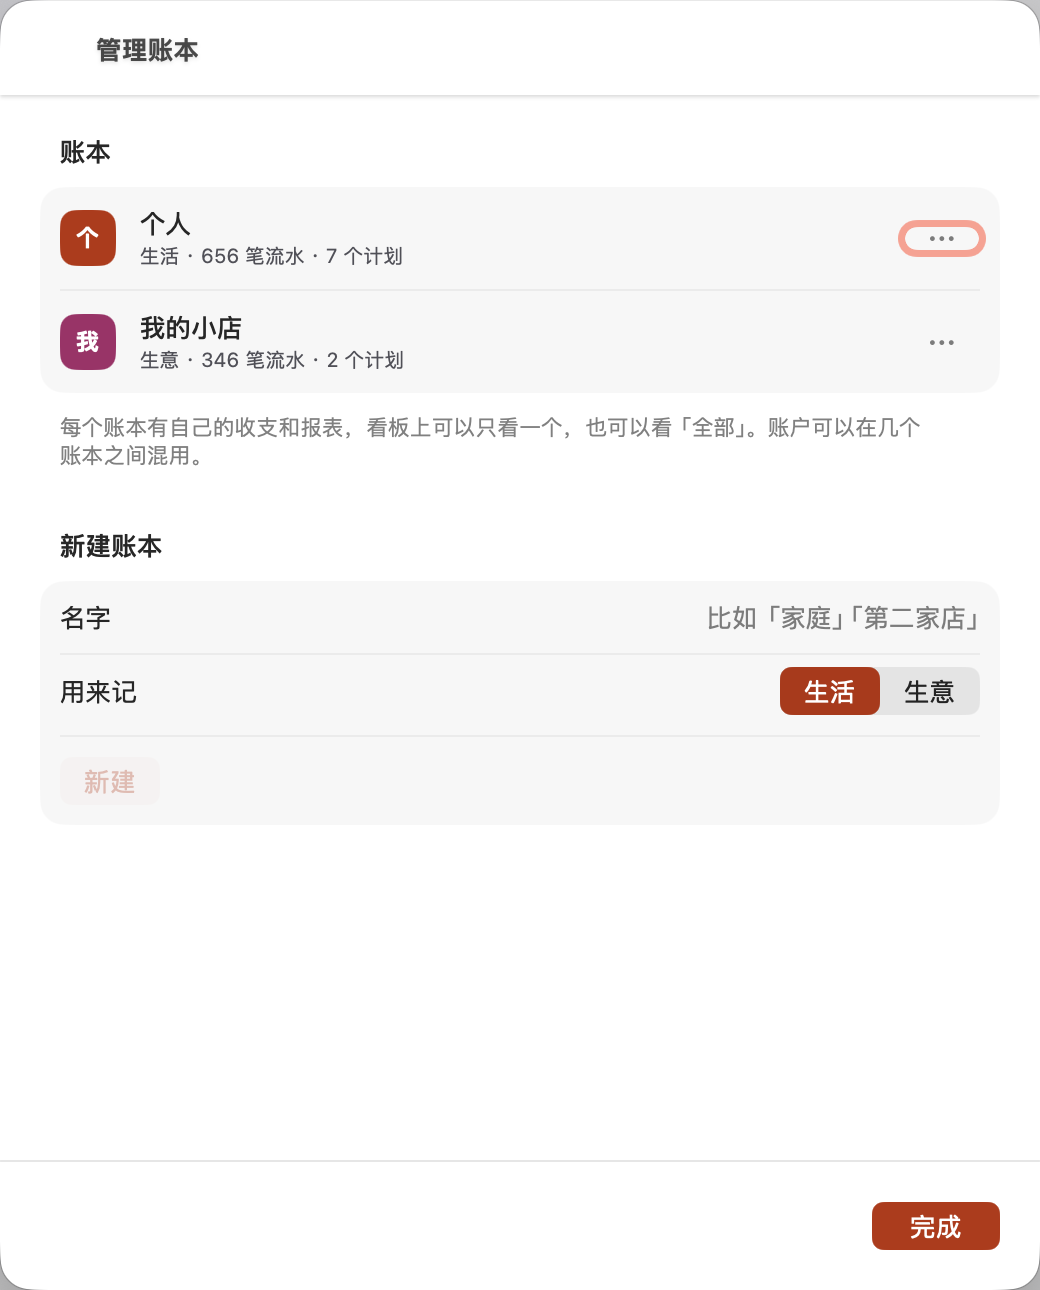 管理账本
账本
个
个人
生活 · 656 笔流水 · 7 个计划
•••
我
我的小店
生意 · 346 笔流水 · 2 个计划
•••
每个账本有自己的收支和报表，看板上可以只看一个，也可以看「全部」。账户可以在几个
账本之间混用。
新建账本
名字
比如「家庭」「第二家店」
用来记
生活
生意
新建
完成